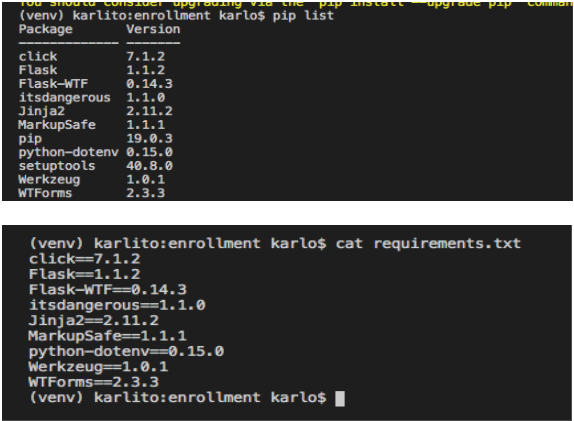 You should consider upgrading via the 'pip install --upgrade pip' comman
(venv) karlito:enrollment karlo$ pip list
Package Version
------------- -------
click 7.1.2
Flask 1.1.2
Flask-WTF 0.14.3
itsdangerous 1.1.0
Jinja2 2.11.2
MarkupSafe 1.1.1
pip 19.0.3
python-dotenv 0.15.0
setuptools 40.8.0
Werkzeug 1.0.1
WTForms 2.3.3
(venv) karlito:enrollment karlo$ cat requirements.txt
click==7.1.2
Flask==1.1.2
Flask-WTF==0.14.3
itsdangerous==1.1.0
Jinja2==2.11.2
MarkupSafe==1.1.1
python-dotenv==0.15.0
Werkzeug==1.0.1
WTForms==2.3.3
(venv) karlito:enrollment karlo$